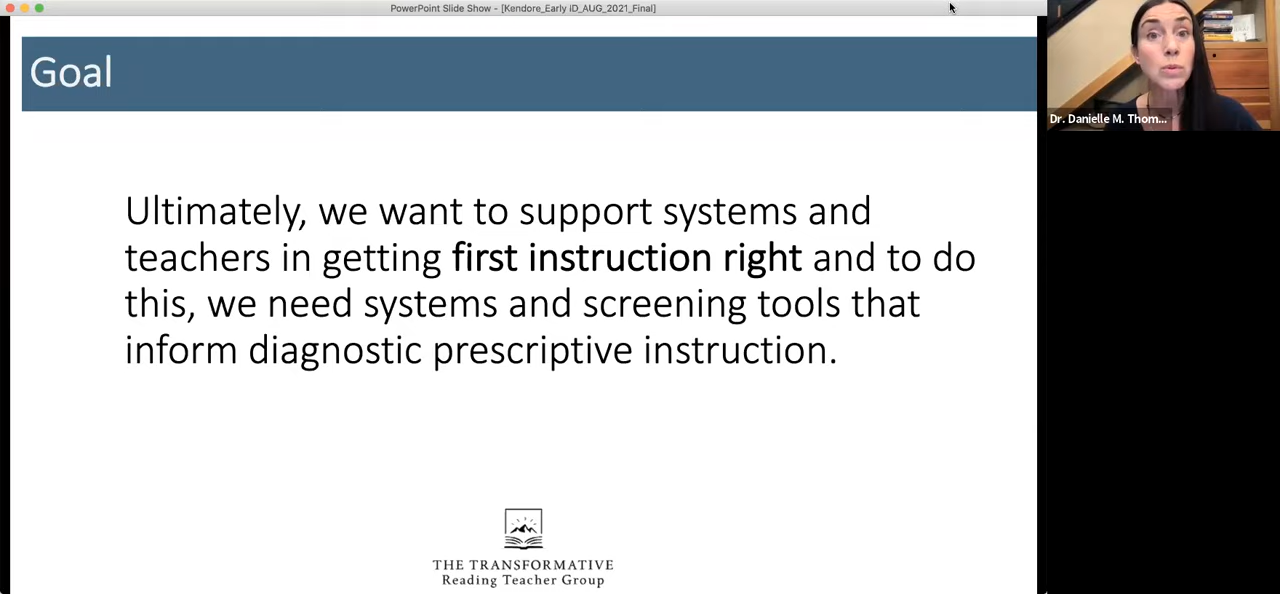 PowerPoint Slide Show - [Kendore_Early iD_AUG_2021_Final]
Goal
Dr. Danielle M. Thom...
Ultimately, we want to support systems and
teachers in getting first instruction right and to do
this, we need systems and screening tools that
inform diagnostic prescriptive instruction.
THE TRANSFORMATIVE
Reading Teacher Group